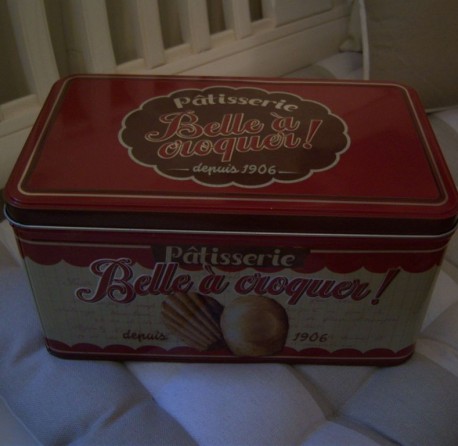 Pâtisserie
Belle à
croquer !
depuis 1906
Pâtisserie
Belle à croquer !
depuis 1906